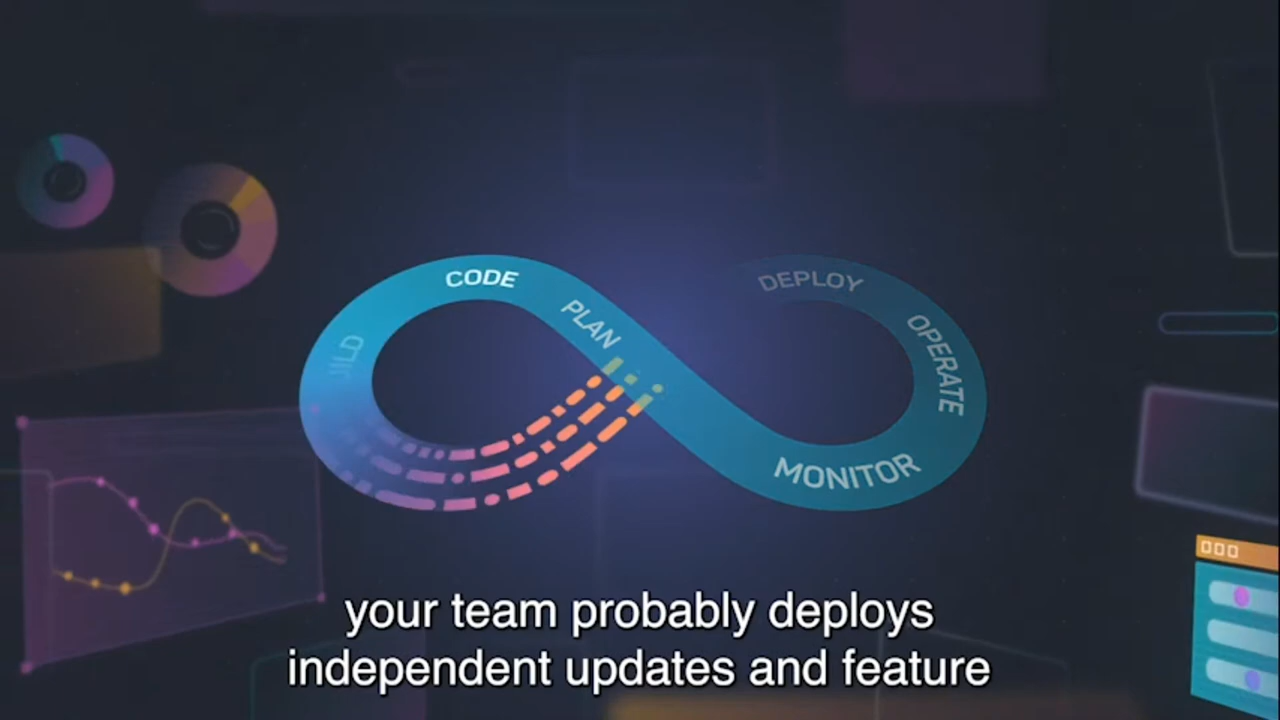 CODE
PLAN
DEPLOY
OPERATE
MONITOR
your team probably deploys
independent updates and feature